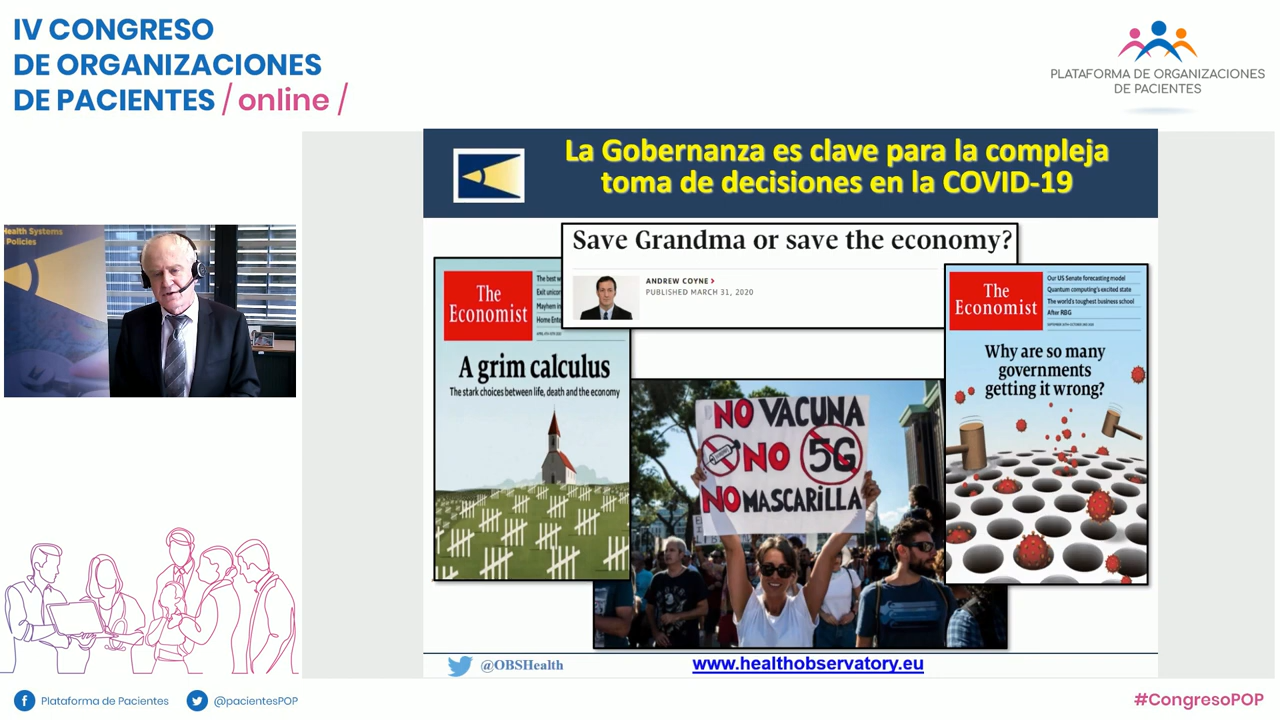 IV CONGRESO
DE ORGANIZACIONES
DE PACIENTES / online /
PLATAFORMA DE ORGANIZACIONES
DE PACIENTES
Health Systems
Policies
La Gobernanza es clave para la compleja
toma de decisiones en la COVID-19
Save Grandma or save the economy?
ANDREW COYNE >
PUBLISHED MARCH 31, 2020
The
Economist
The best
Exit
Mayhem
Home
A grim calculus
The stark choices between life, death and the economy
NO VACUNA
NO 5G
NO MASCARILLA
The
Economist
Our US Senate forecasting model
Quantum computing's excited state
The world's toughest business school
After RBG
Why are so many
governments
getting it wrong?
@OBSHealth
www.healthobservatory.eu
Plataforma de Pacientes
@pacientesPOP
#CongresoPOP